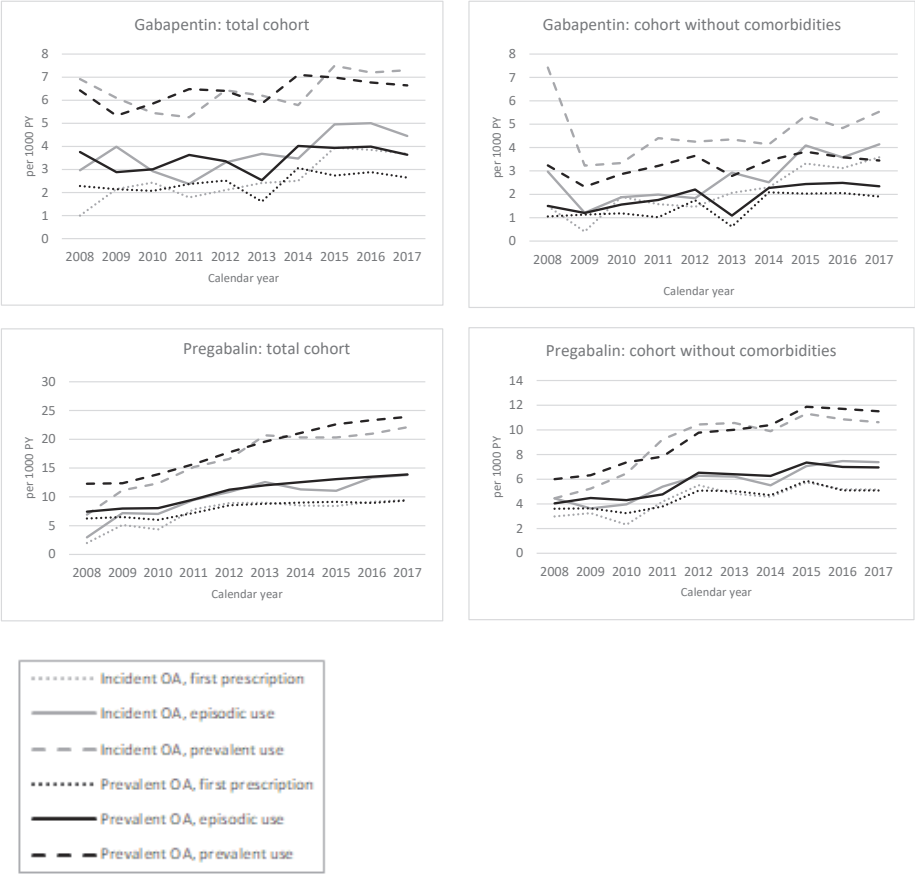 Gabapentin: total cohort
8
7
6
5
4
3
2
1
0
per 1000 PY
2008 2009 2010 2011 2012 2013 2014 2015 2016 2017
Calendar year
Gabapentin: cohort without comorbidities
8
7
6
5
4
3
2
1
0
per 1000 PY
2008 2009 2010 2011 2012 2013 2014 2015 2016 2017
Calendar year
Pregabalin: total cohort
30
25
20
15
10
5
0
per 1000 PY
2008 2009 2010 2011 2012 2013 2014 2015 2016 2017
Calendar year
Pregabalin: cohort without comorbidities
14
12
10
8
6
4
2
0
per 1000 PY
2008 2009 2010 2011 2012 2013 2014 2015 2016 2017
Calendar year
Incident OA, first prescription
Incident OA, episodic use
Incident OA, prevalent use
Prevalent OA, first prescription
Prevalent OA, episodic use
Prevalent OA, prevalent use